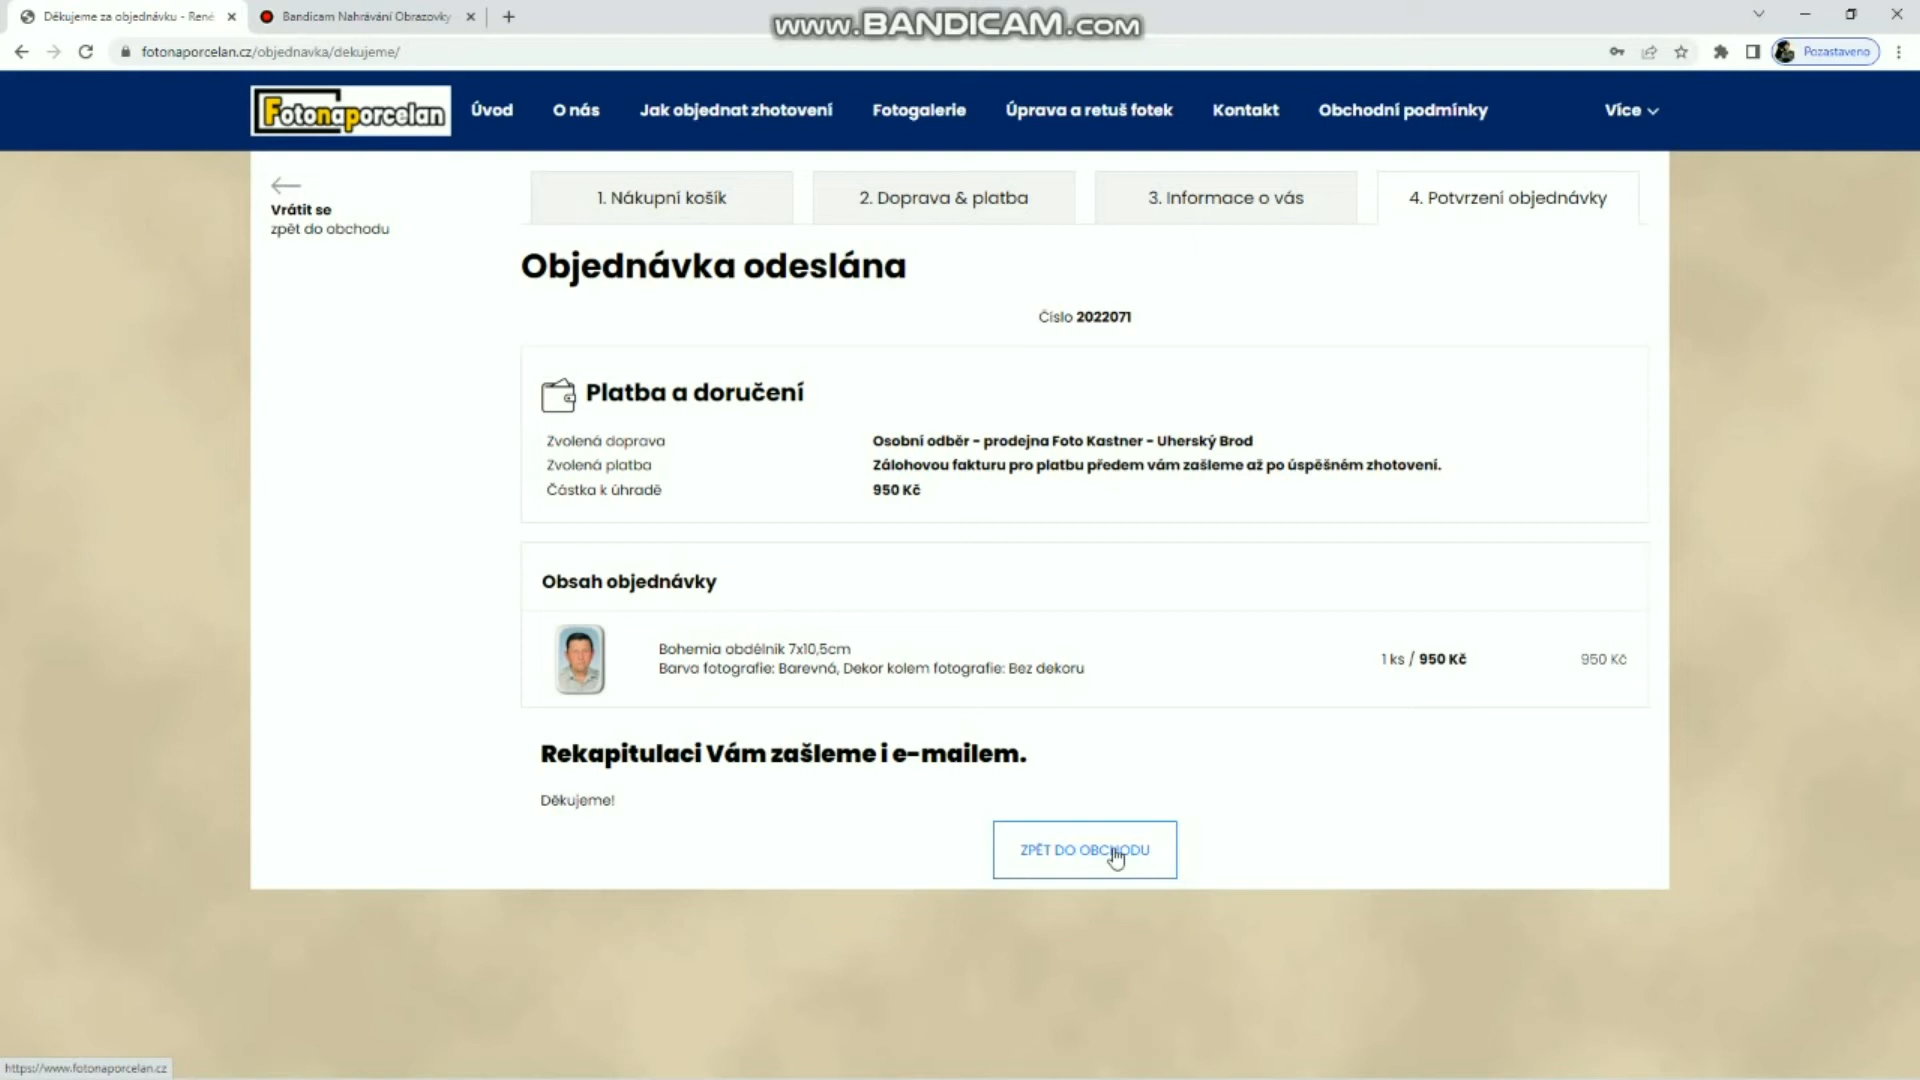 Děkujeme za objednávku - René
Bandicam Nahrávání Obrazovky
www.BANDICAM.com
fotonaporcelan.cz/objednavka/dekujeme/
Pozastaveno
Fotonaporcelan
Úvod
O nás
Jak objednat zhotovení
Fotogalerie
Úprava a retuš fotek
Kontakt
Obchodní podmínky
Více
Vrátit se
zpět do obchodu
1. Nákupní košík
2. Doprava & platba
3. Informace o vás
4. Potvrzení objednávky
Objednávka odeslána
Číslo 2022071
Platba a doručení
Zvolená doprava Osobní odběr - prodejna Foto Kastner - Uherský Brod
Zvolená platba Zálohovou fakturu pro platbu předem vám zašleme až po úspěšném zhotovení.
Částka k úhradě 950 Kč
Obsah objednávky
Bohemia obdélník 7x10,5cm
Barva fotografie: Barevná, Dekor kolem fotografie: Bez dekoru
1 ks / 950 Kč
950 Kč
Rekapitulaci Vám zašleme i e-mailem.
Děkujeme!
ZPĚT DO OBCHODU
https://www.fotonaporcelan.cz